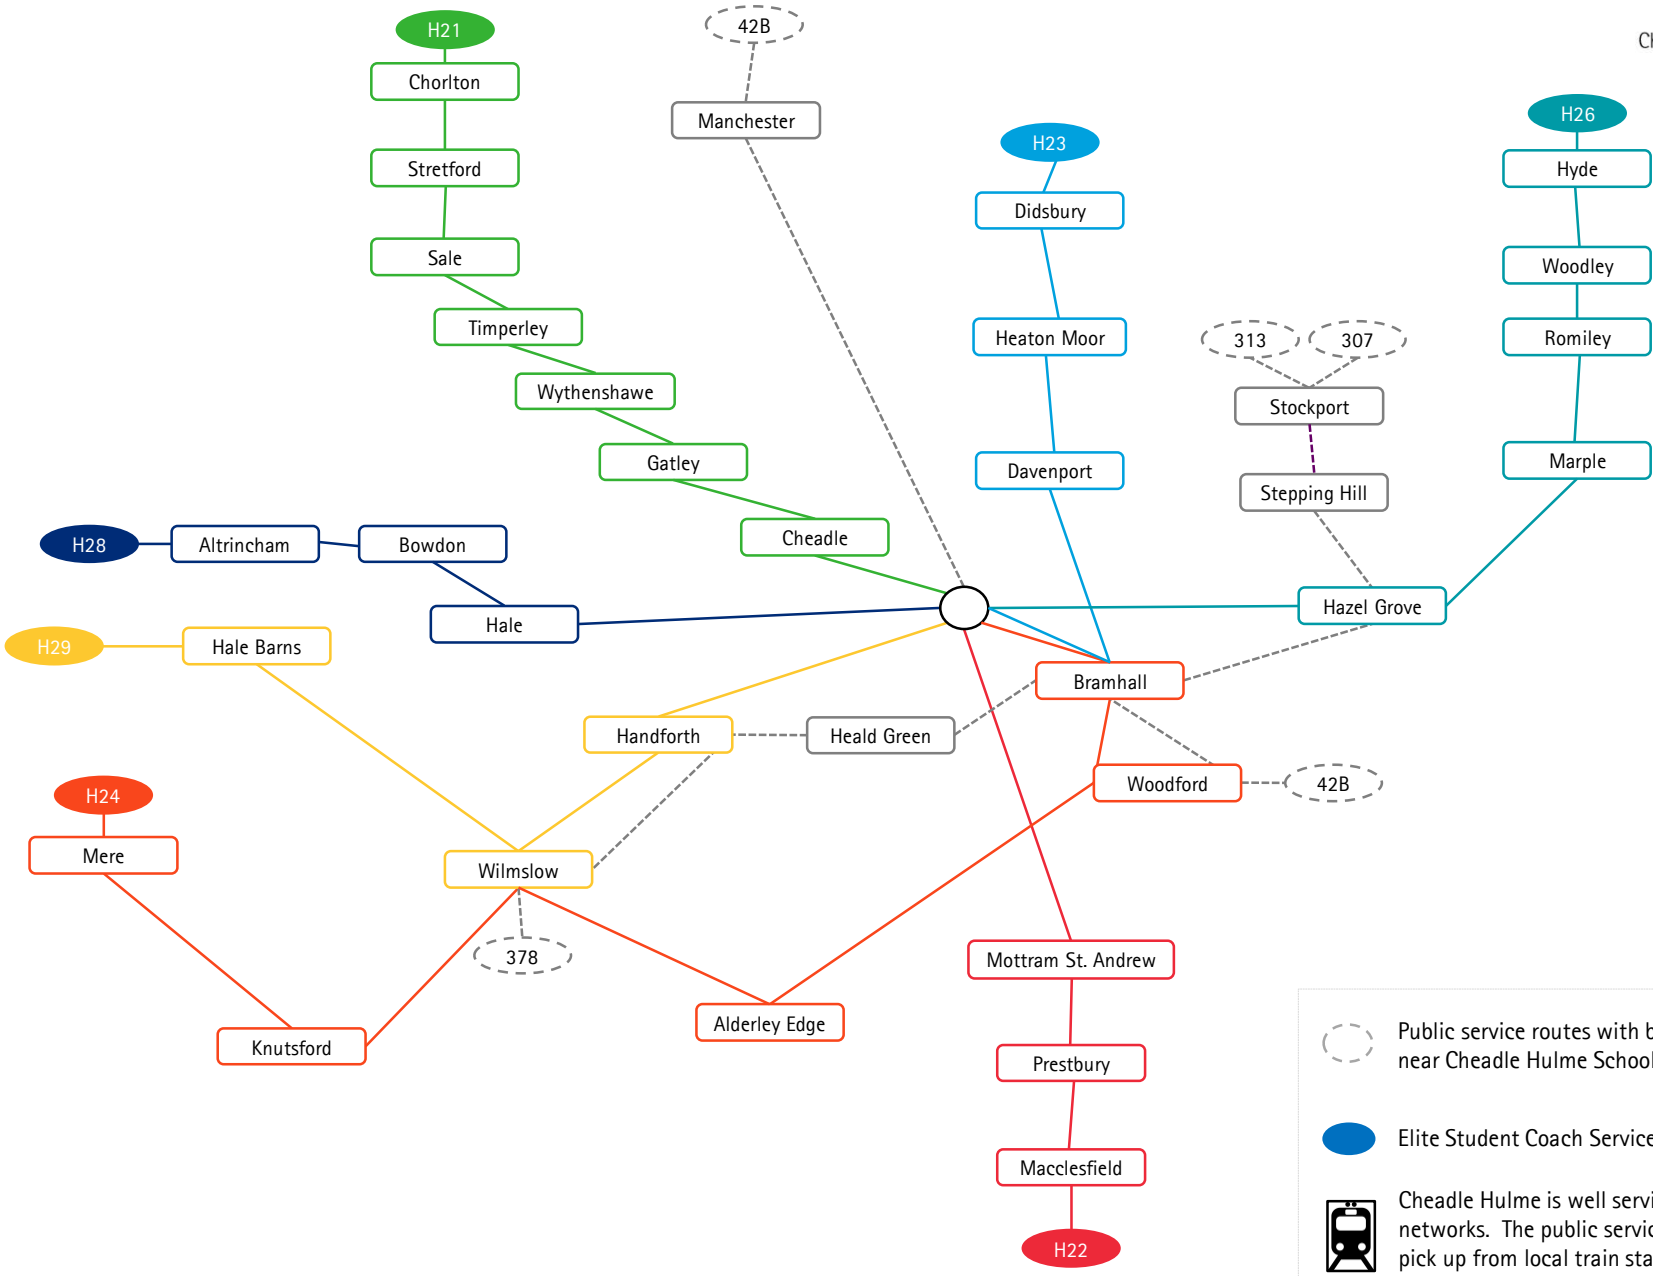 H21
42B
Ch
Chorlton
Manchester
H23
H26
Stretford
Hyde
Didsbury
Sale
Woodley
Timperley
Heaton Moor
313
307
Romiley
Wythenshawe
Stockport
Gatley
Davenport
Marple
Stepping Hill
H28
Altrincham
Bowdon
Cheadle
Hale
Hazel Grove
H29
Hale Barns
Bramhall
Handforth
Heald Green
H24
Woodford
42B
Mere
Wilmslow
378
Mottram St. Andrew
Alderley Edge
Knutsford
Prestbury
Macclesfield
H22
Public service routes with b
near Cheadle Hulme School
Elite Student Coach Service
Cheadle Hulme is well servi
networks. The public servic
pick up from local train sta